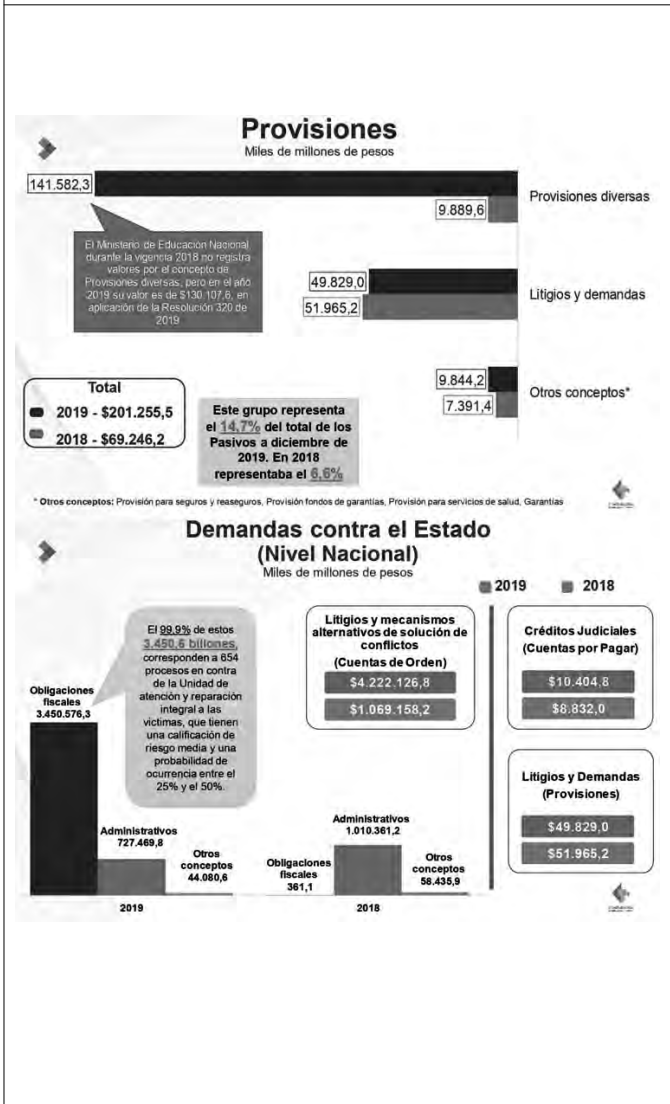 Provisiones
Miles de millones de pesos
141.582,3
9.889,6
Provisiones diversas
El Ministerio de Educación Nacional
durante la vigencia 2018 no registra
valores por el concepto de
Provisiones diversas, pero en el año
2019 su valor es de $130.107,6, en
aplicación de la Resolución 320 de
2019
49.829,0
51.965,2
Litigios y demandas
9.844,2
7.391,4
Otros conceptos*
Total
2019 - $201.255,5
2018 - $69.246,2
Este grupo representa
el 14,7% del total de los
Pasivos a diciembre de
2019. En 2018
representaba el 6,6%
* Otros conceptos: Provisión para seguros y reaseguros, Provisión fondos de garantías, Provisión para servicios de salud, Garantías
Demandas contra el Estado
(Nivel Nacional)
Miles de millones de pesos
2019
2018
El 99,9% de estos
3.450,6 billones,
corresponden a 654
procesos en contra
de la Unidad de
atención y reparación
integral a las
victimas, que tienen
una calificación de
riesgo media y una
probabilidad de
ocurrencia entre el
25% y el 50%.
Litigios y mecanismos
alternativos de solución de
conflictos
(Cuentas de Orden)
$4.222.126,8
$1.069.158,2
Créditos Judiciales
(Cuentas por Pagar)
$10.404,8
$8.832,0
Litigios y Demandas
(Provisiones)
$49.829,0
$51.965,2
Obligaciones
fiscales
3.450.576,3
Administrativos
727.469,8
Otros
conceptos
44.080,6
2019
Obligaciones
fiscales
361,1
Administrativos
1.010.361,2
Otros
conceptos
58.435,9
2018